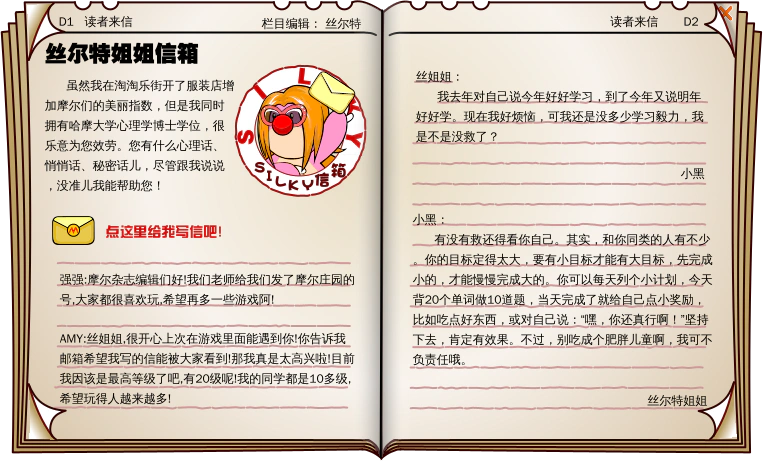 D1 读者来信
栏目编辑：丝尔特
丝尔特姐姐信箱
虽然我在淘淘乐街开了服装店增
加摩尔们的美丽指数，但是我同时
拥有哈摩大学心理学博士学位，很
乐意为您效劳。您有什么心理话、
悄悄话、秘密话儿，尽管跟我说说
，没准儿我能帮助您！
SILKY
SILKY信箱
点这里给我写信吧!
强强:摩尔杂志编辑们好!我们老师给我们发了摩尔庄园的
号,大家都很喜欢玩,希望再多一些游戏阿!
AMY:丝姐姐,很开心上次在游戏里面能遇到你!你告诉我
邮箱希望我写的信能被大家看到!那我真是太高兴啦!目前
我因该是最高等级了吧,有20级呢!我的同学都是10多级,
希望玩得人越来越多!
读者来信 D2
丝姐姐：
我去年对自己说今年好好学习，到了今年又说明年
好好学。现在我好烦恼，可我还是没多少学习毅力，我
是不是没救了？
小黑
小黑：
有没有救还得看你自己。其实，和你同类的人有不少
。你的目标定得太大，要有小目标才能有大目标，先完成
小的，才能慢慢完成大的。你可以每天列个小计划，今天
背20个单词做10道题，当天完成了就给自己点小奖励，
比如吃点好东西，或对自己说：“嘿，你还真行啊！”坚持
下去，肯定有效果。不过，别吃成个肥胖儿童啊，我可不
负责任哦。
丝尔特姐姐